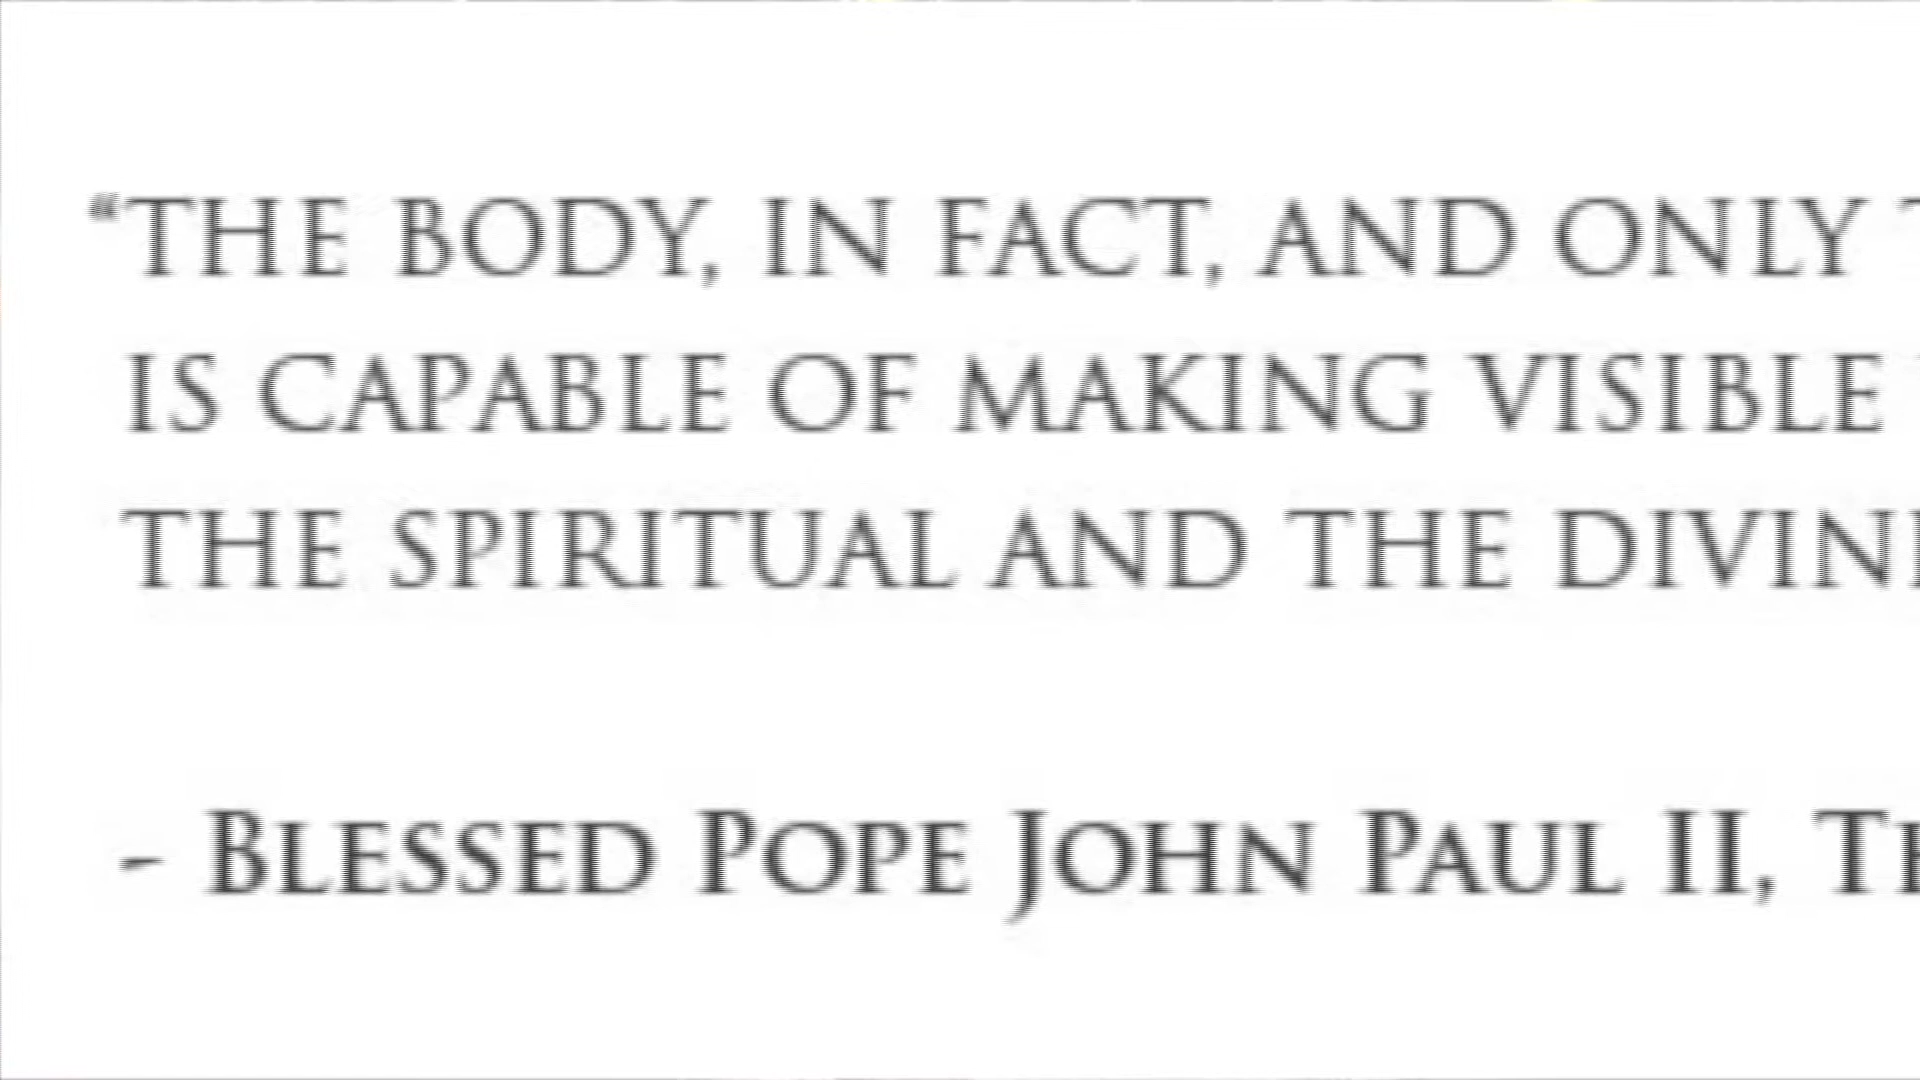 “THE BODY, IN FACT, AND ONLY
IS CAPABLE OF MAKING VISIBLE
THE SPIRITUAL AND THE DIVINE
- BLESSED POPE JOHN PAUL II,